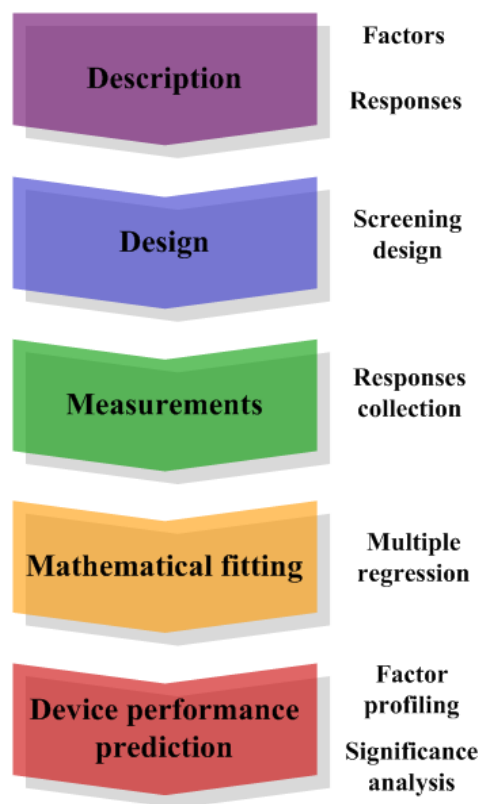 Description
Factors
Responses
Design
Screening
design
Measurements
Responses
collection
Mathematical fitting
Multiple
regression
Device performance
prediction
Factor
profiling
Significance
analysis